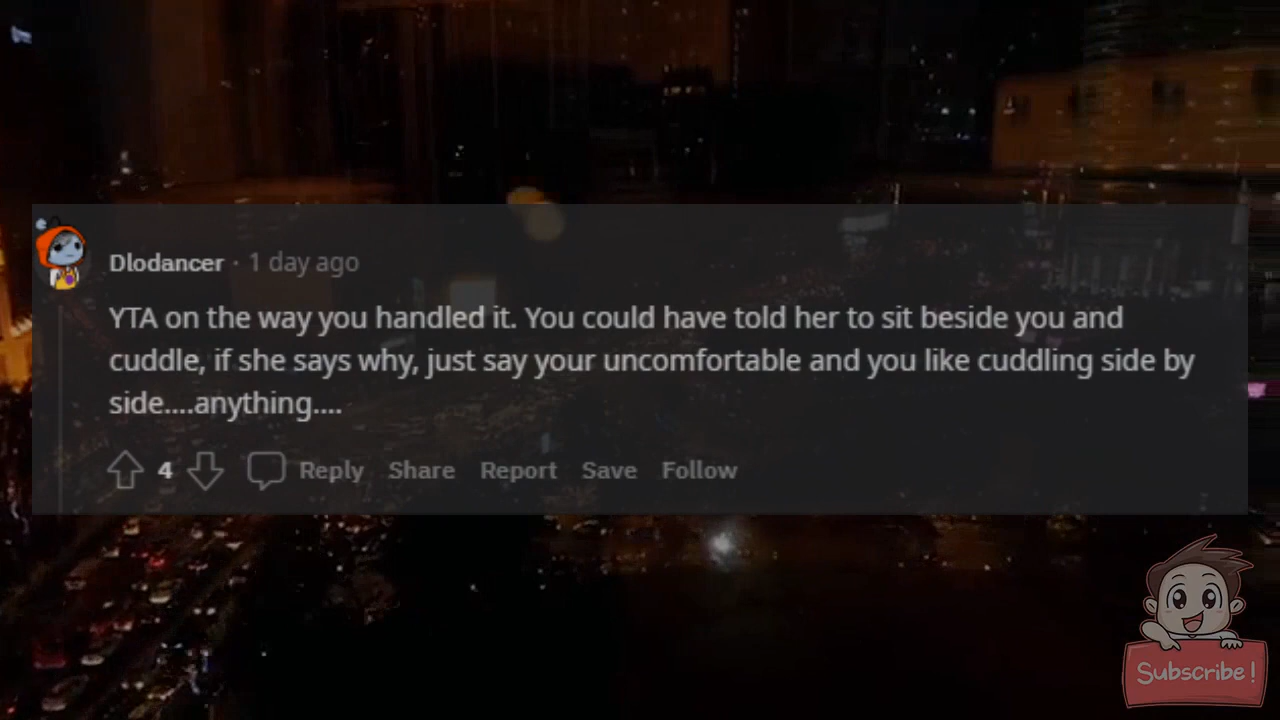 Dlodancer · 1 day ago
YTA on the way you handled it. You could have told her to sit beside you and
cuddle, if she says why, just say your uncomfortable and you like cuddling side by
side....anything....
4 Reply Share Report Save Follow
Subscribe!